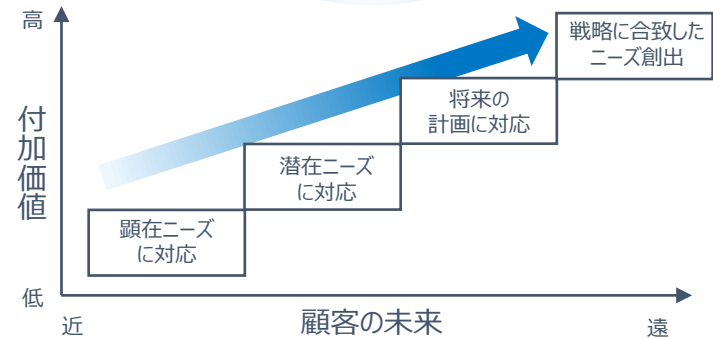 高
戦略に合致した
ニーズ創出
将来の
計画に対応
付加価値
潜在ニーズ
に対応
顕在ニーズ
に対応
低
近
顧客の未来
遠